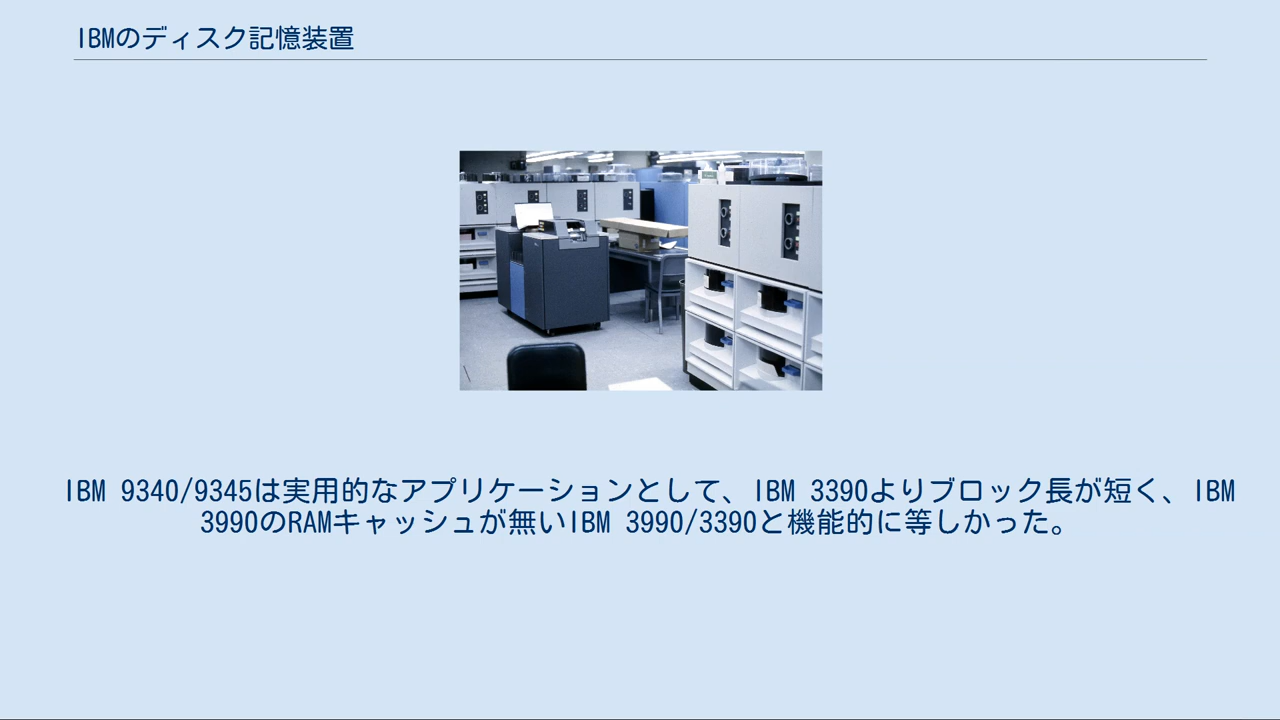 IBMのディスク記憶装置
IBM 9340/9345は実用的なアプリケーションとして、IBM 3390よりブロック長が短く、IBM
3990のRAMキャッシュが無いIBM 3990/3390と機能的に等しかった。